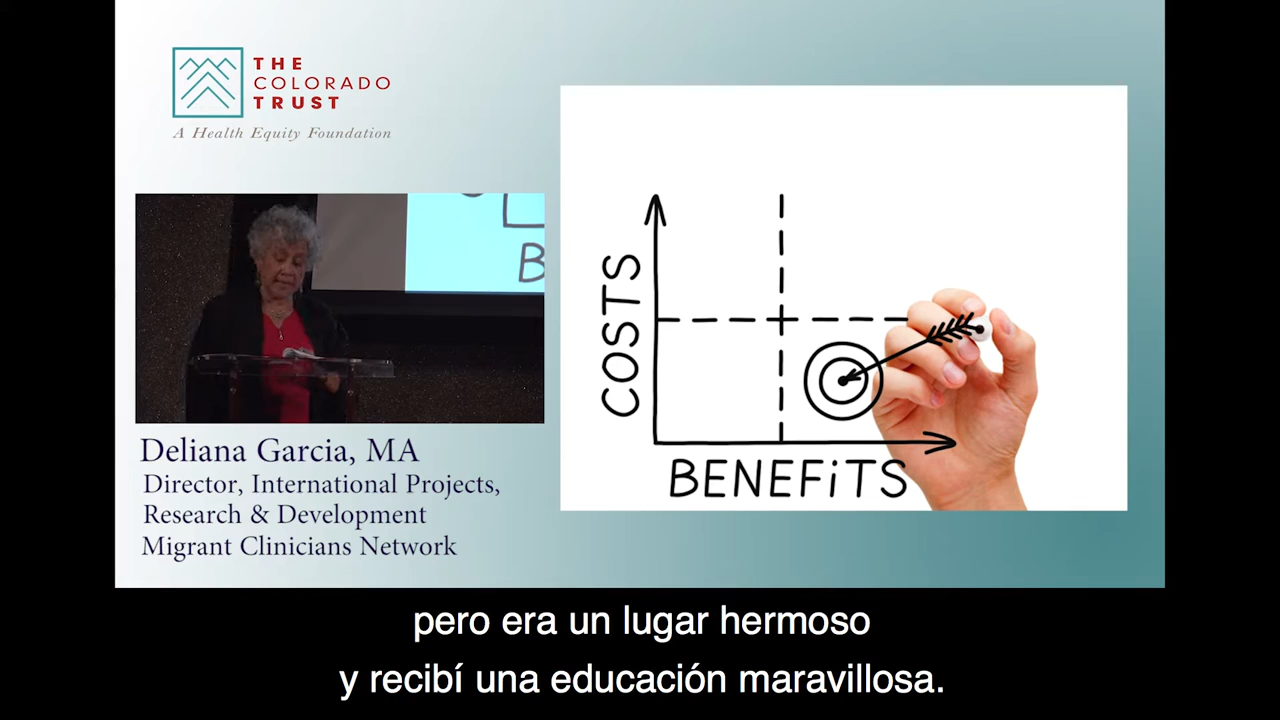 THE
COLORADO
TRUST
A Health Equity Foundation
B
COSTS
BENEFiTS
Deliana Garcia, MA
Director, International Projects,
Research & Development
Migrant Clinicians Network
pero era un lugar hermoso
y recibí una educación maravillosa.